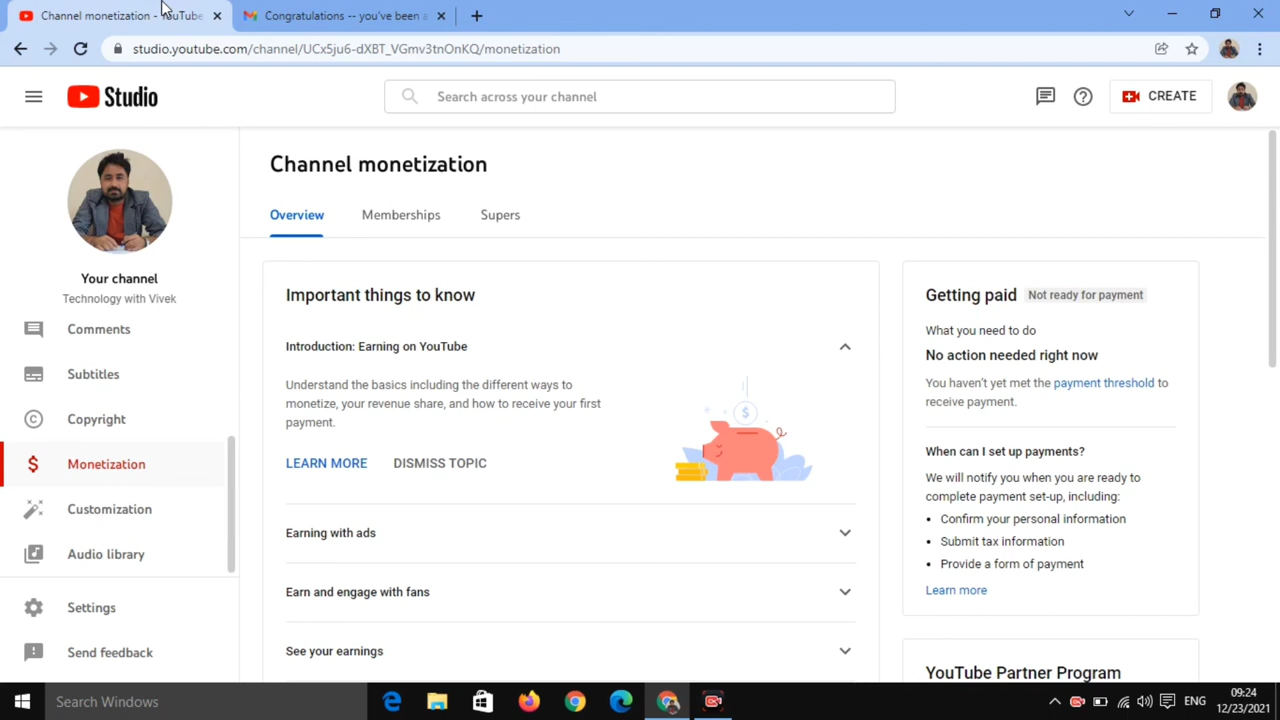 Channel monetization - YouTube
Congratulations -- you've been a
studio.youtube.com/channel/UCx5ju6-dXBT_VGmv3tnOnKQ/monetization
Studio
Search across your channel
CREATE
Your channel
Technology with Vivek
Comments
Subtitles
Copyright
Monetization
Customization
Audio library
Settings
Send feedback
Channel monetization
Overview
Memberships
Supers
Important things to know
Introduction: Earning on YouTube
Understand the basics including the different ways to
monetize, your revenue share, and how to receive your first
payment.
LEARN MORE
DISMISS TOPIC
Earning with ads
Earn and engage with fans
See your earnings
Getting paid
Not ready for payment
What you need to do
No action needed right now
You haven't yet met the payment threshold to
receive payment.
When can I set up payments?
We will notify you when you are ready to
complete payment set-up, including:
• Confirm your personal information
• Submit tax information
• Provide a form of payment
Learn more
YouTube Partner Program
Search Windows
ENG
09:24
12/23/2021